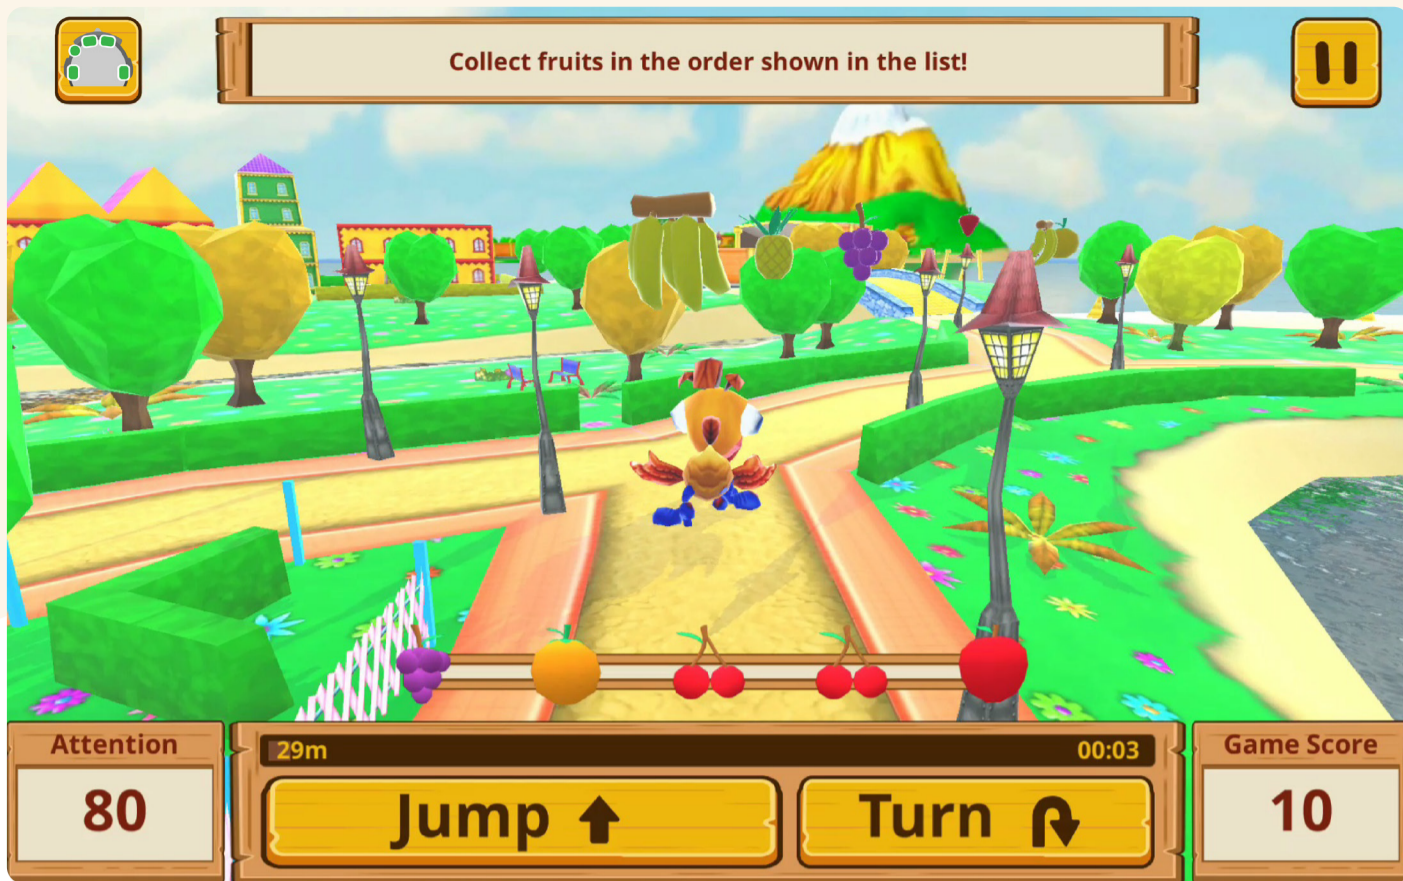 Collect fruits in the order shown in the list!
Attention
80
29m
00:03
Jump
Turn
Game Score
10